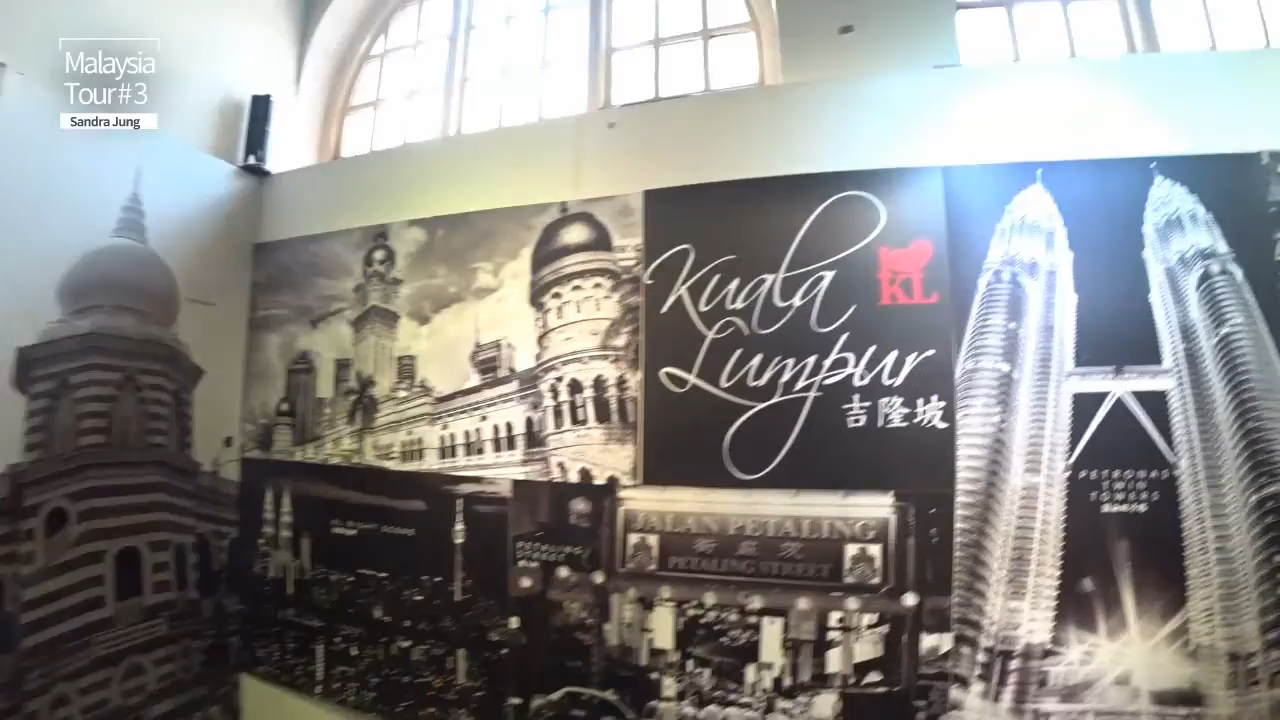 Malaysia
Tour#3
Sandra Jung
Kuala
Lumpur
KL
吉隆坡
PETRONAS
TWIN
TOWERS
JALAN PETALING
PETALING STREET